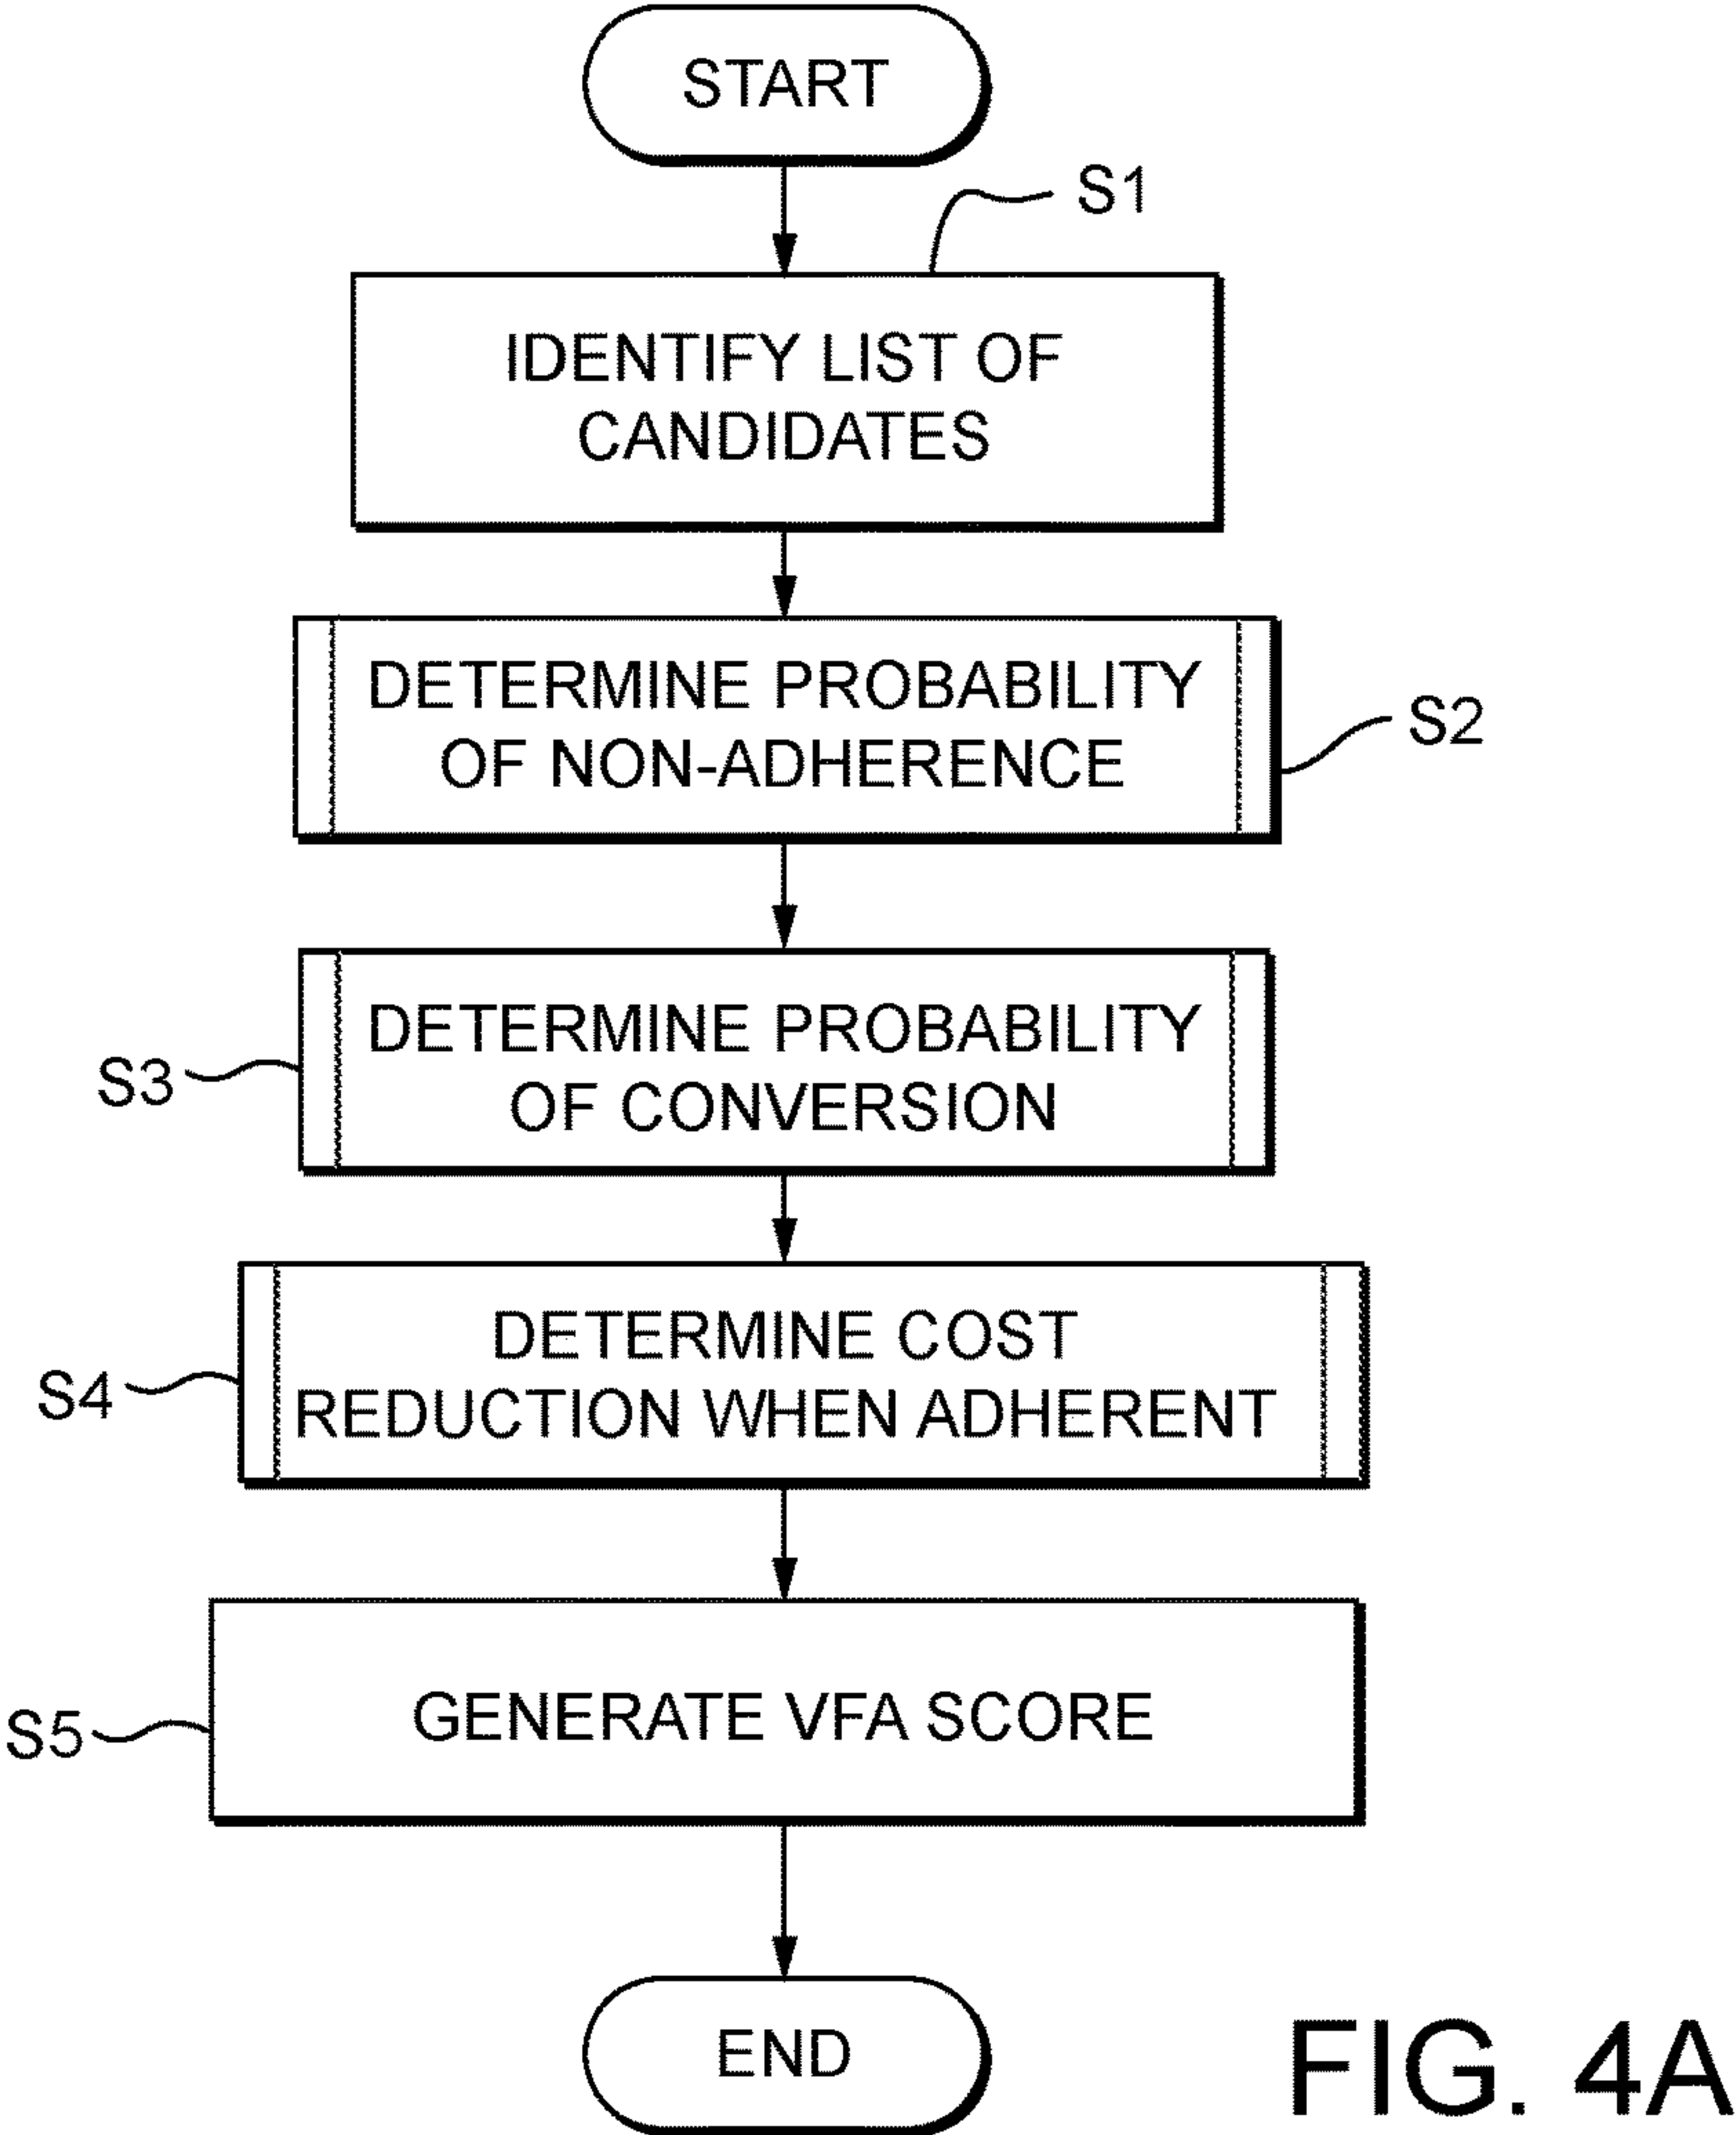 START
S1
IDENTIFY LIST OF
CANDIDATES
DETERMINE PROBABILITY
OF NON-ADHERENCE
S2
DETERMINE PROBABILITY
OF CONVERSION
S3
DETERMINE COST
REDUCTION WHEN ADHERENT
S4
GENERATE VFA SCORE
S5
END
FIG. 4A